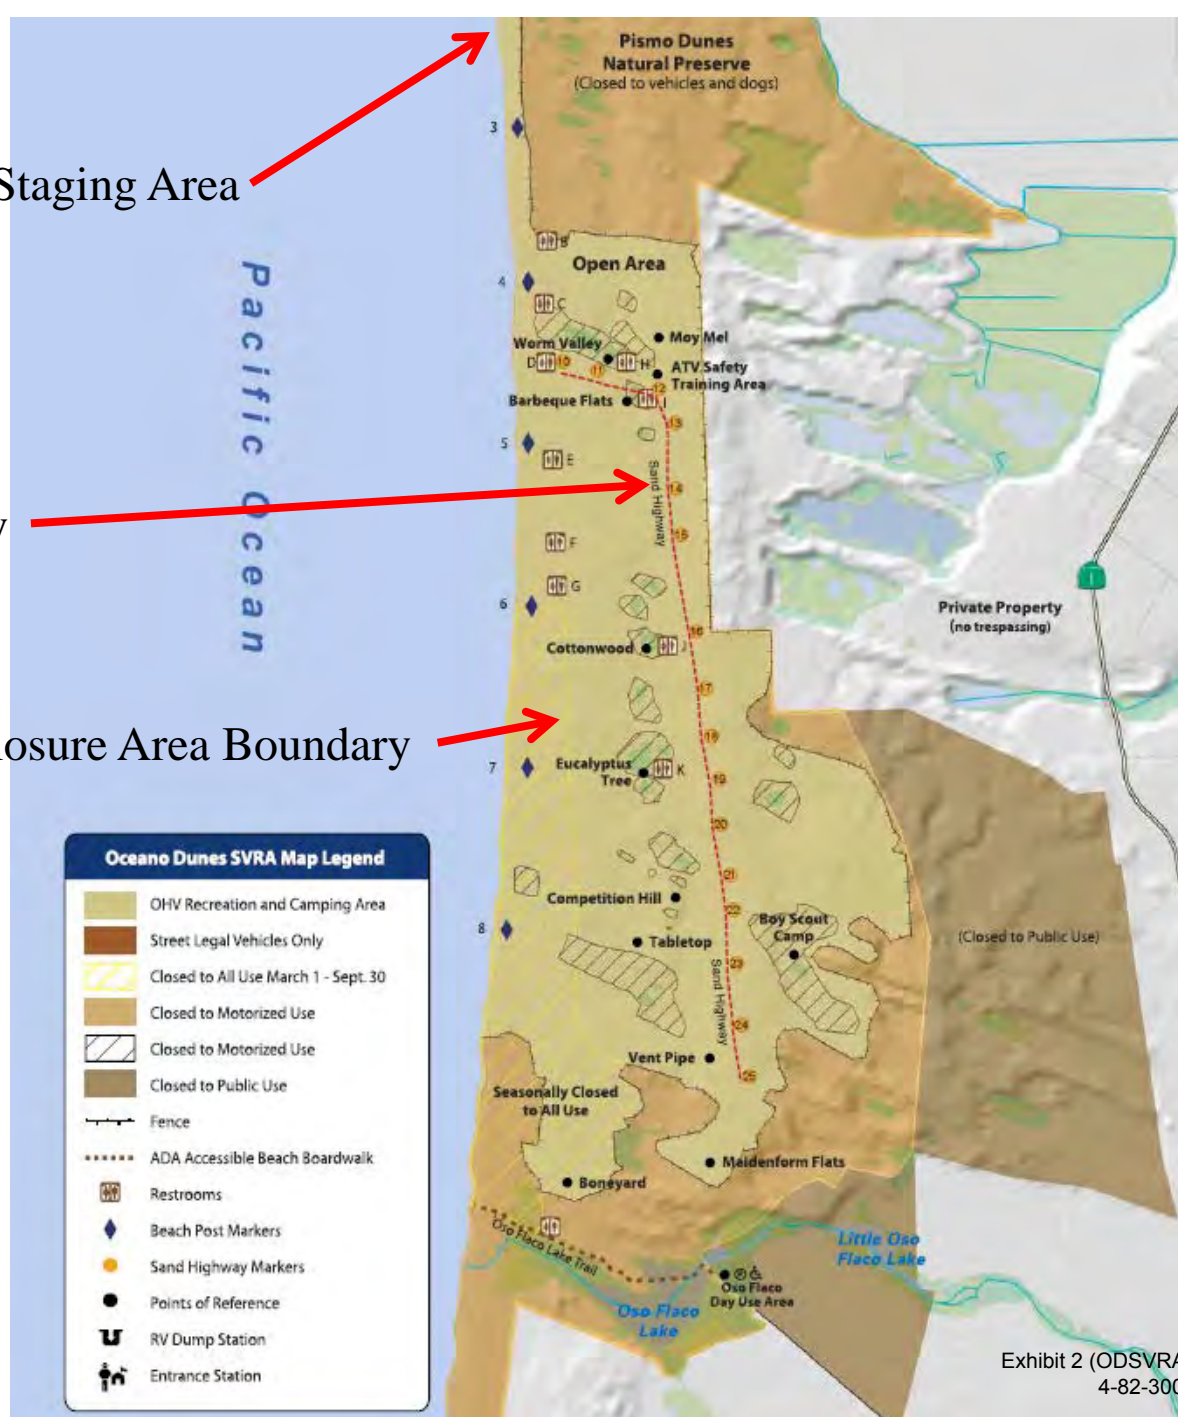 Pismo Dunes
Natural Preserve
(Closed to vehicles and dogs)
3
Staging Area
B
Open Area
4
C
Moy Mel
Worm Valley
D
10
11
H
ATV Safety
Training Area
12
Barbeque Flats
I
13
5
E
Sand Highway
14
15
F
G
6
Pacific Ocean
1
Private Property
(no trespassing)
16
Cottonwood
J
17
18
losure Area Boundary
7
Eucalyptus
Tree
K
19
20
21
Competition Hill
22
8
Boy Scout
Camp
Tabletop
(Closed to Public Use)
23
Sand Highway
24
Vent Pipe
25
Seasonally Closed
to All Use
Maidenform Flats
Boneyard
Oso Flaco Lake Trail
Little Oso
Flaco Lake
Oso Flaco
Day Use Area
Oso Flaco
Lake
Oceano Dunes SVRA Map Legend
OHV Recreation and Camping Area
Street Legal Vehicles Only
Closed to All Use March 1 - Sept. 30
Closed to Motorized Use
Closed to Motorized Use
Closed to Public Use
Fence
ADA Accessible Beach Boardwalk
Restrooms
Beach Post Markers
Sand Highway Markers
Points of Reference
RV Dump Station
Entrance Station
Exhibit 2 (ODSVRA
4-82-300